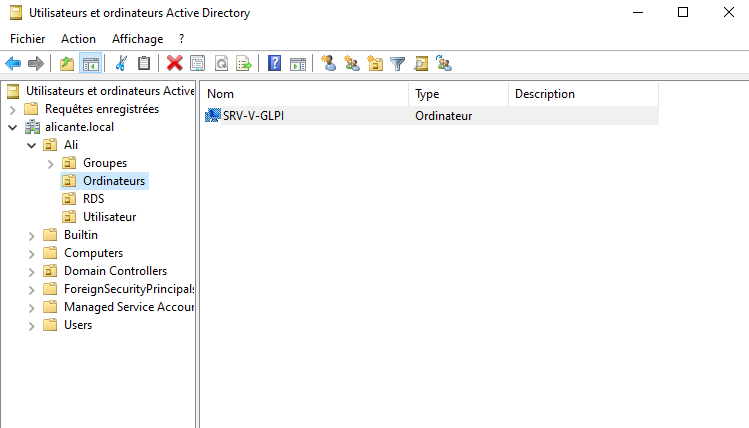 Utilisateurs et ordinateurs Active Directory
Fichier Action Affichage ?
Utilisateurs et ordinateurs Active
Requêtes enregistrées
alicante.local
Ali
Groupes
Ordinateurs
RDS
Utilisateur
Builtin
Computers
Domain Controllers
ForeignSecurityPrincipals
Managed Service Accour
Users
Nom Type Description
SRV-V-GLPI Ordinateur